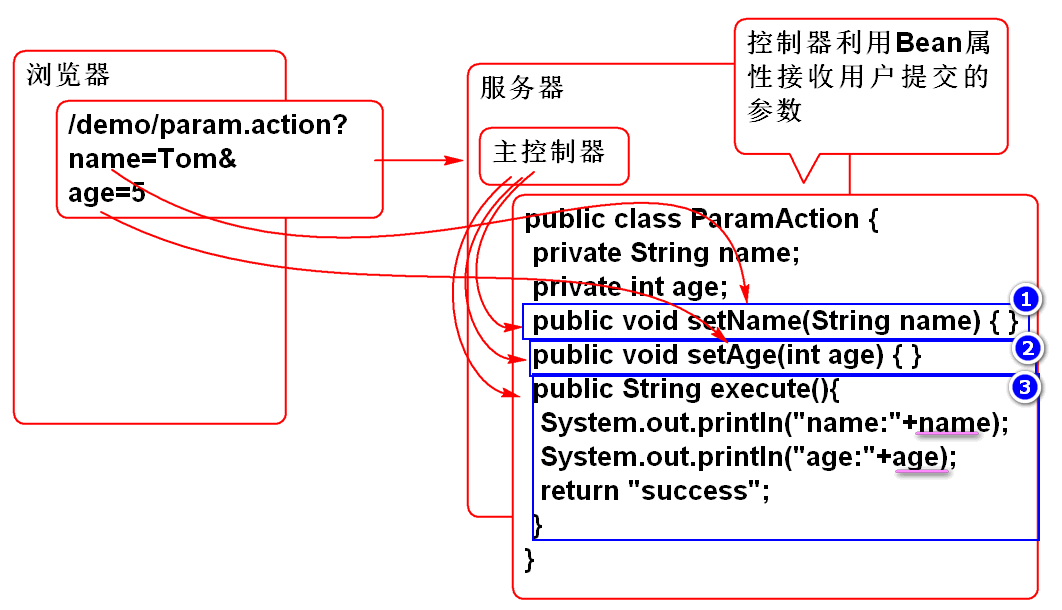 浏览器
/demo/param.action?
name=Tom&
age=5
服务器
主控制器
控制器利用Bean属
性接收用户提交的
参数
public class ParamAction {
private String name;
private int age;
public void setName(String name) { }
1
public void setAge(int age) { }
2
public String execute(){
3
System.out.println("name:"+name);
System.out.println("age:"+age);
return "success";
}
}